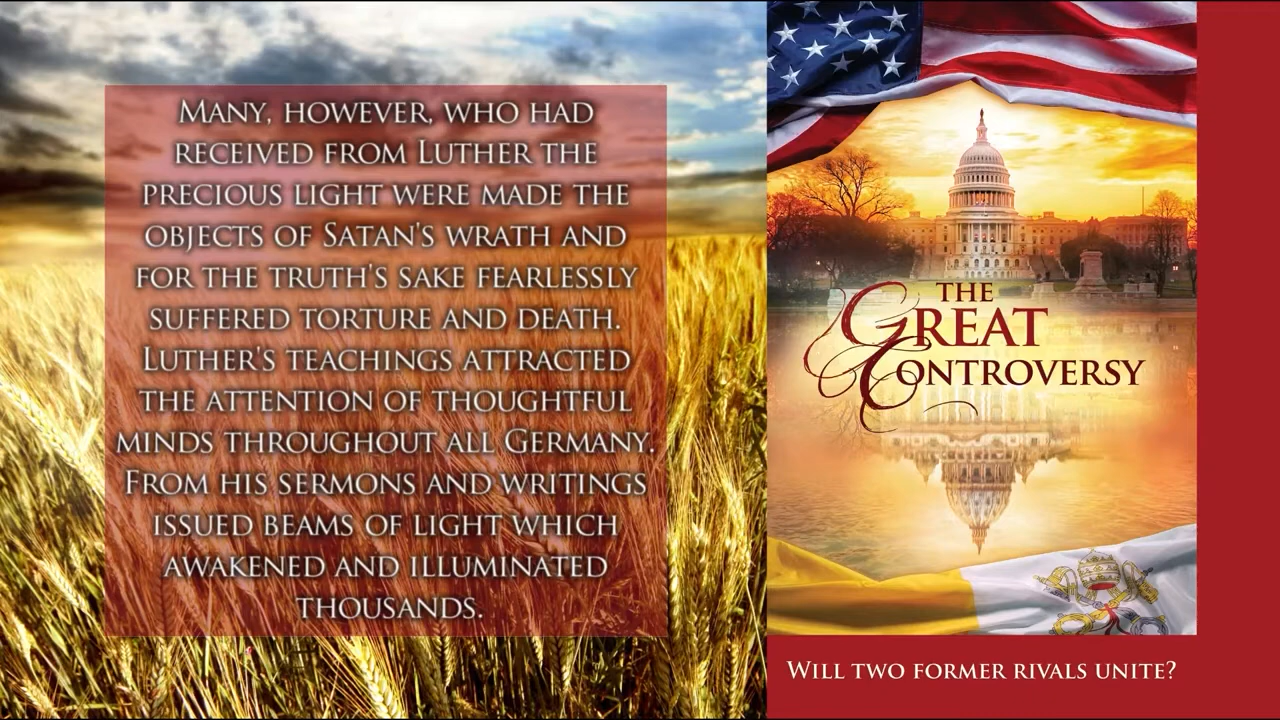 Many, however, who had
received from Luther the
precious light were made the
objects of Satan's wrath and
for the truth's sake fearlessly
suffered torture and death.
Luther's teachings attracted
the attention of thoughtful
minds throughout all Germany.
From his sermons and writings
issued beams of light which
awakened and illuminated
thousands.
The
Great
Controversy
Will two former rivals unite?